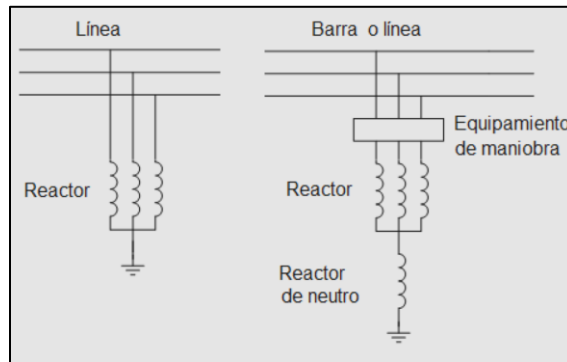 Línea
Reactor
Barra o línea
Equipamiento
de maniobra
Reactor
Reactor
de neutro